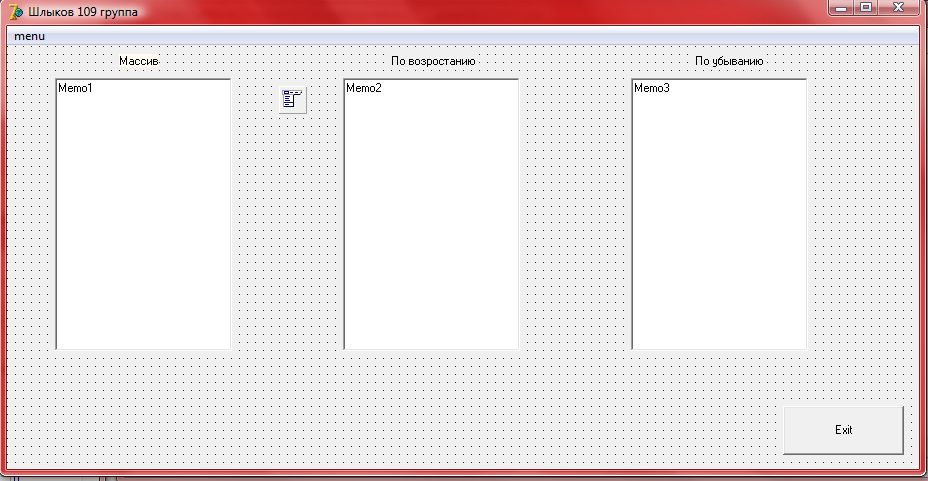 Шлыков 109 группа
menu
Массив
По возростанию
По убыванию
Memo1
Memo2
Memo3
Exit